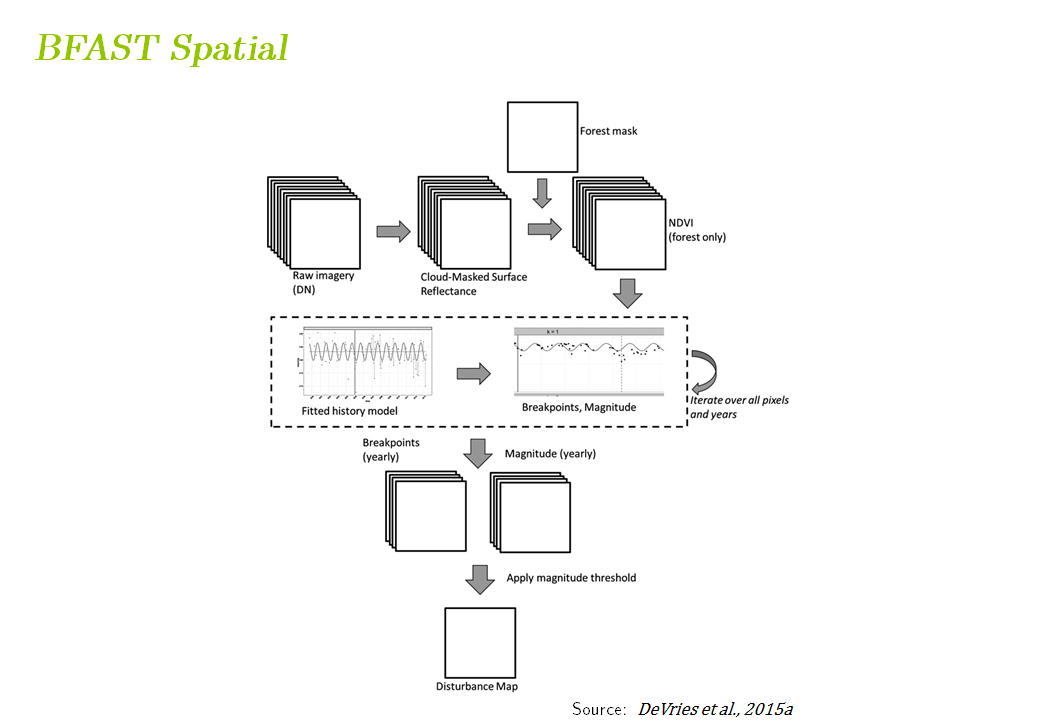 BFAST Spatial
Forest mask
NDVI
(forest only)
Raw imagery
(DN)
Cloud-Masked Surface
Reflectance
k = 1
Fitted history model
Breakpoints, Magnitude
Iterate over all pixels
and years
Breakpoints
(yearly)
Magnitude (yearly)
Apply magnitude threshold
Disturbance Map
Source: DeVries et al., 2015a